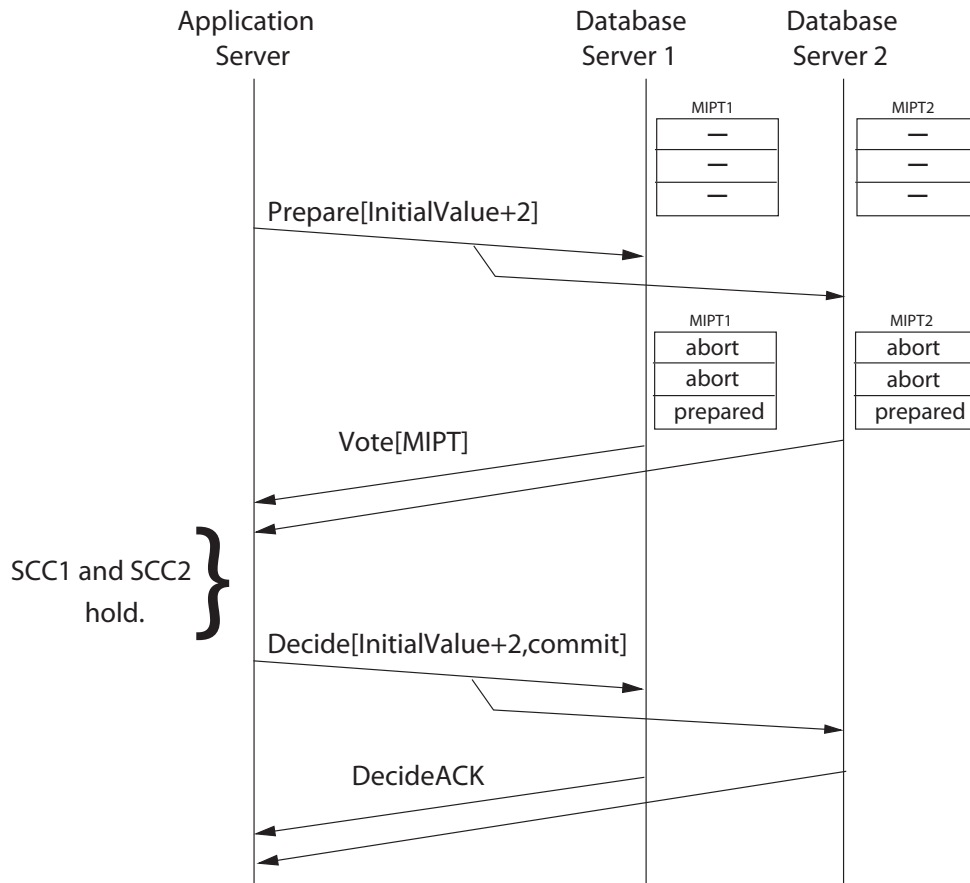 Application
Server
Database
Server 1
Database
Server 2
MIPT1
—
—
—
MIPT2
—
—
—
Prepare[InitialValue+2]
MIPT1
abort
abort
prepared
MIPT2
abort
abort
prepared
Vote[MIPT]
SCC1 and SCC2
hold.
Decide[InitialValue+2,commit]
DecideACK